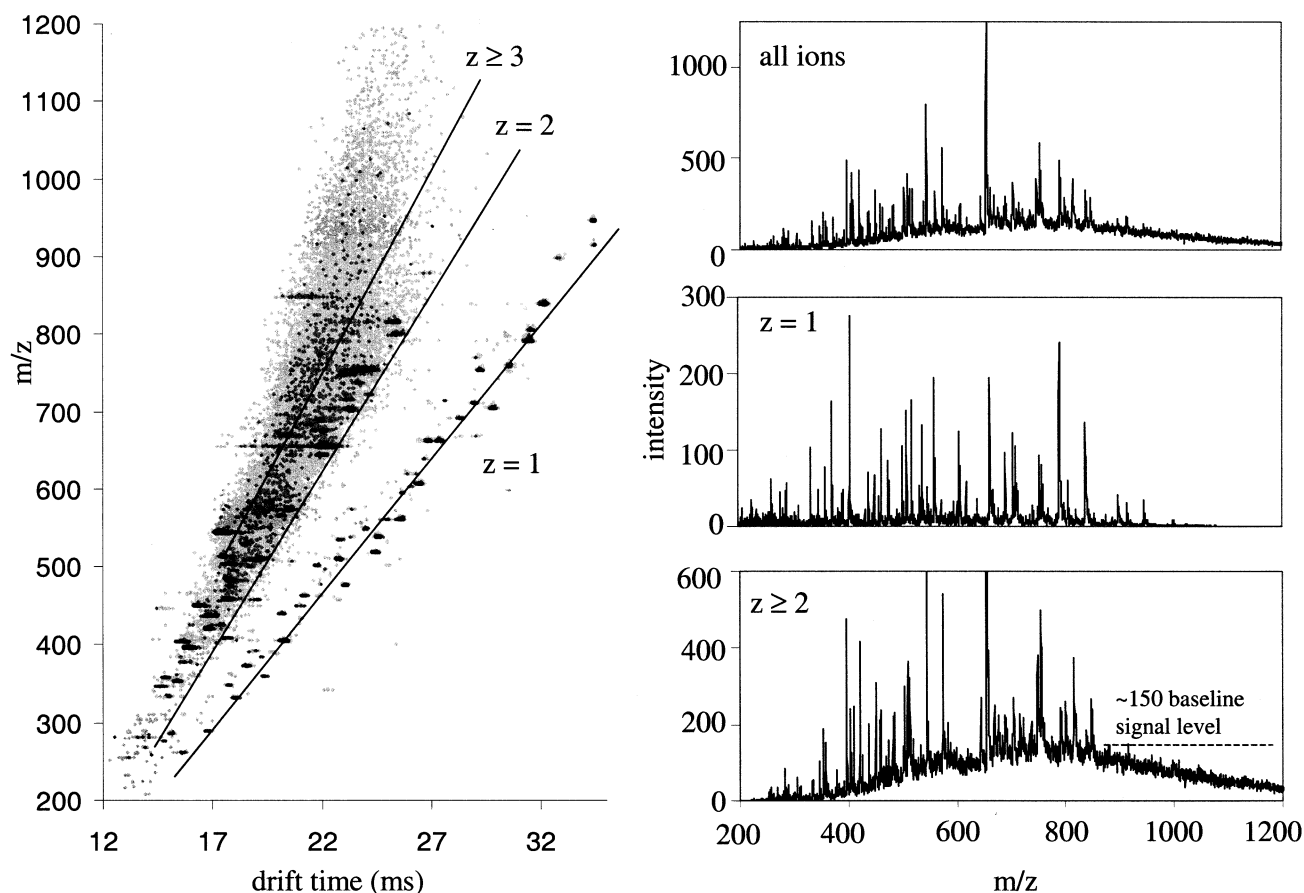 1200
1100
1000
900
800
700
600
500
400
300
200
m/z
12
17
22
27
32
drift time (ms)
z ≥ 3
z = 2
z = 1
all ions
1000
500
0
z = 1
300
200
100
0
intensity
z ≥ 2
600
400
200
0
~150 baseline
signal level
200
400
600
800
1000
1200
m/z